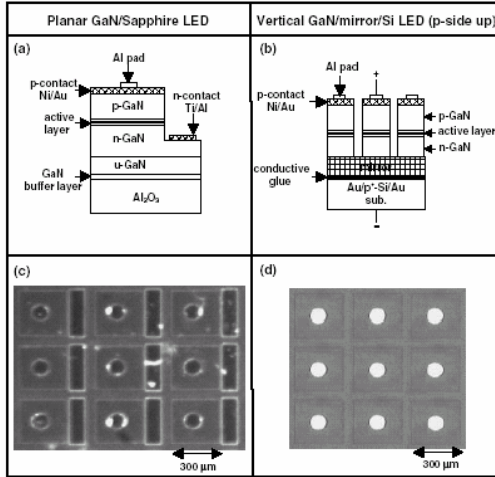 Planar GaN/Sapphire LED
Vertical GaN/mirror/Si LED (p-side up)
(a)
Al pad
p-contact
Ni/Au
n-contact
Ti/Al
p-GaN
active
layer
n-GaN
u-GaN
GaN
buffer layer
Al₂O₃
(b)
Al pad
+
p-contact
Ni/Au
p-GaN
active layer
n-GaN
mirror
conductive
glue
Au/p⁺-Si/Au
sub.
–
(c)
300 µm
(d)
300 µm